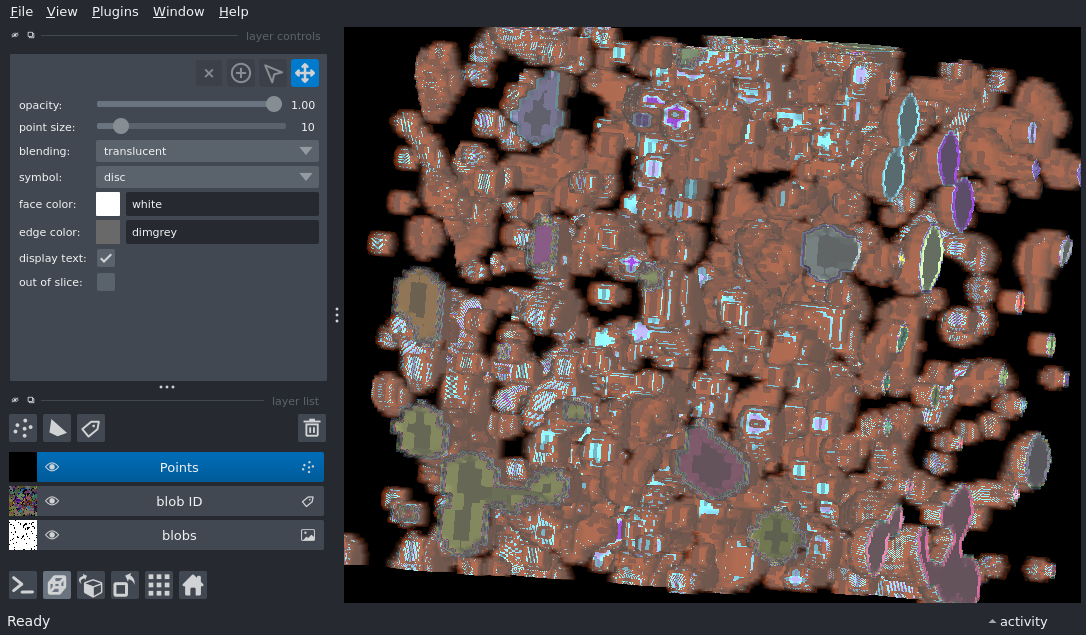 File View Plugins Window Help
layer controls
opacity: 1.00
point size: 10
blending: translucent
symbol: disc
face color: white
edge color: dimgrey
display text:
out of slice:
layer list
Points
blob ID
blobs
Ready
activity